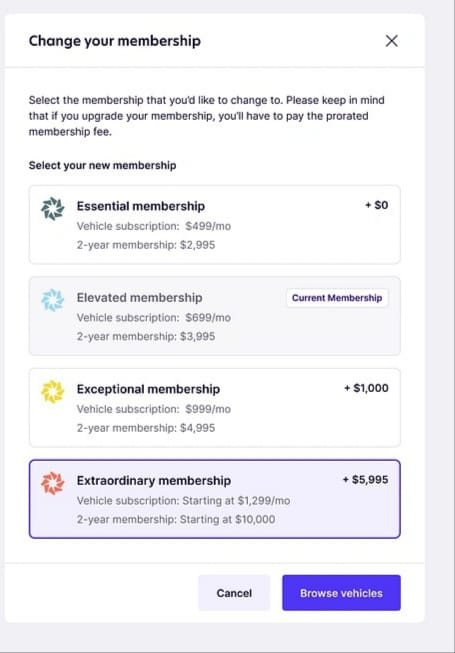 Change your membership
Select the membership that you'd like to change to. Please keep in mind
that if you upgrade your membership, you'll have to pay the prorated
membership fee.
Select your new membership
Essential membership
+ $0
Vehicle subscription: $499/mo
2-year membership: $2,995
Elevated membership
Current Membership
Vehicle subscription: $699/mo
2-year membership: $3,995
Exceptional membership
+ $1,000
Vehicle subscription: $999/mo
2-year membership: $4,995
Extraordinary membership
+ $5,995
Vehicle subscription: Starting at $1,299/mo
2-year membership: Starting at $10,000
Cancel
Browse vehicles